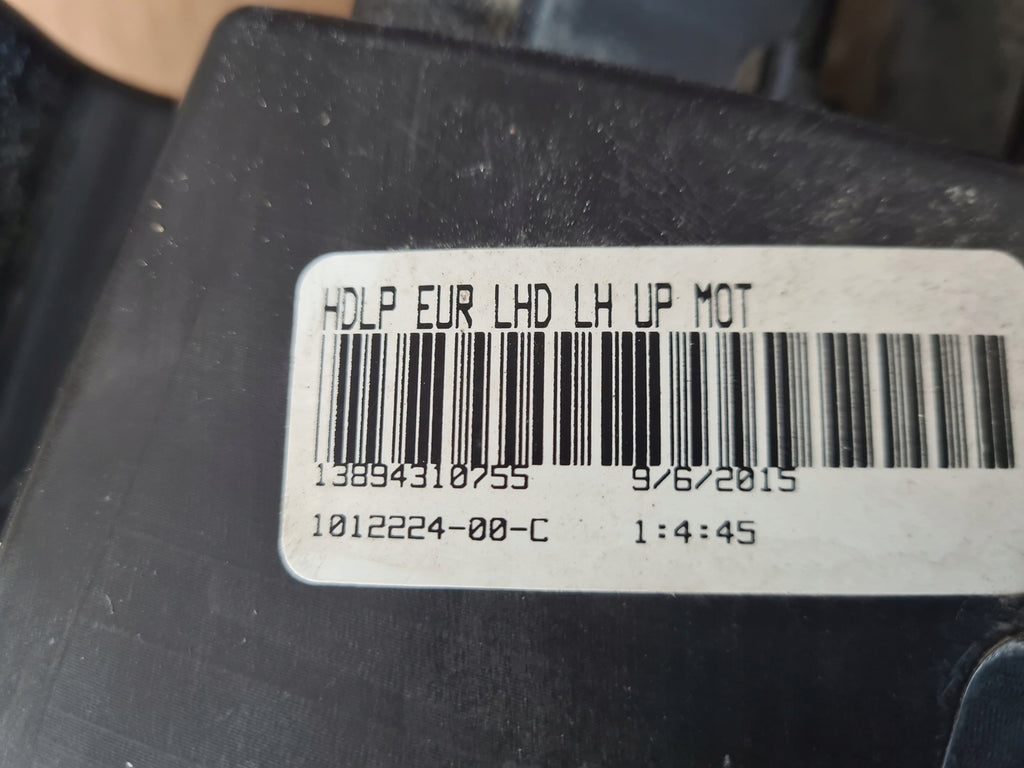 HDLP EUR LHD LH UP MOT
13894310755 9/6/2015
1012224-00-C 1:4:45